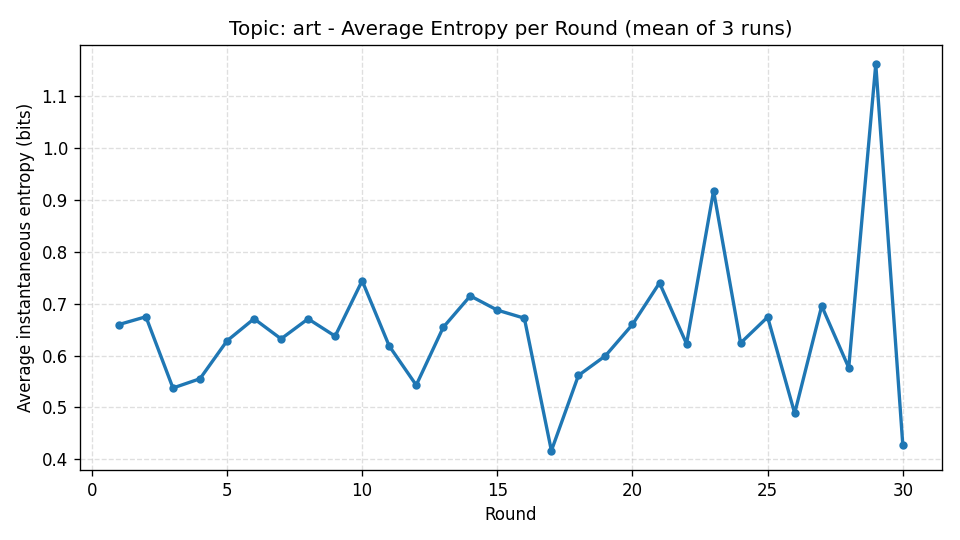 Topic: art - Average Entropy per Round (mean of 3 runs)
Average instantaneous entropy (bits)
1.1
1.0
0.9
0.8
0.7
0.6
0.5
0.4
0 5 10 15 20 25 30
Round